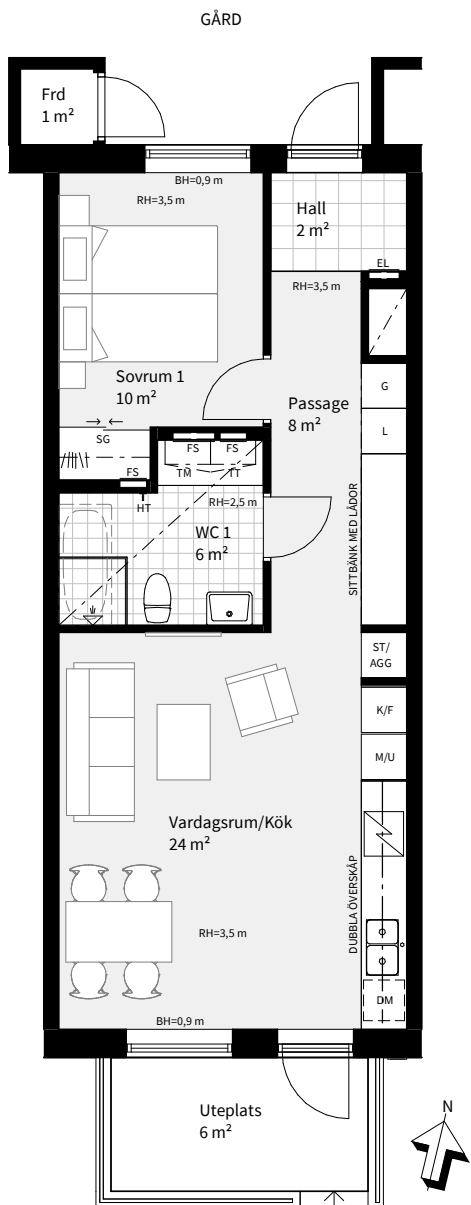 GÅRD
Frd
1 m²
BH=0,9 m
RH=3,5 m
Hall
2 m²
EL
RH=3,5 m
Sovrum 1
10 m²
G
Passage
8 m²
L
SG
FS
FS
FS
TM
TT
HT
RH=2,5 m
WC 1
6 m²
SITTBÄNK MED LÅDOR
ST/
AGG
K/F
M/U
Vardagsrum/Kök
24 m²
DUBBLA ÖVERSKÅP
RH=3,5 m
DM
BH=0,9 m
Uteplats
6 m²
N